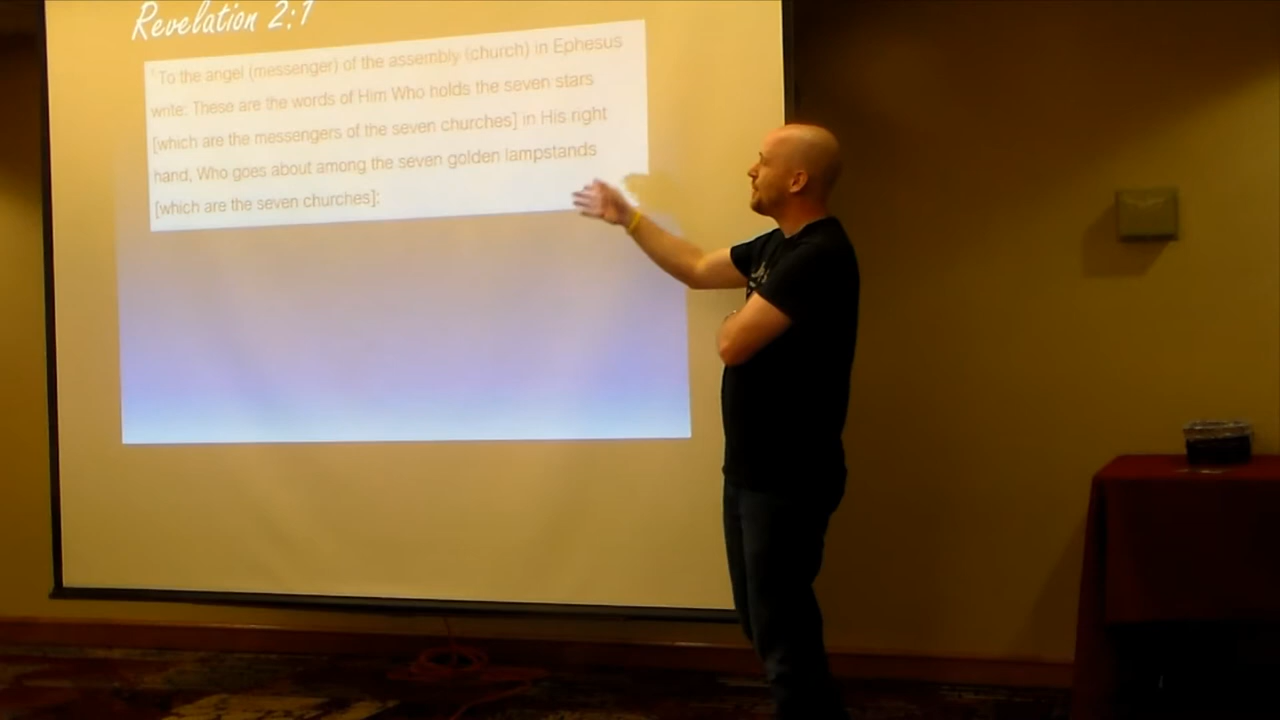 Revelation 2:1
1 To the angel (messenger) of the assembly (church) in Ephesus
write: These are the words of Him Who holds the seven stars
[which are the messengers of the seven churches] in His right
hand, Who goes about among the seven golden lampstands
[which are the seven churches]: